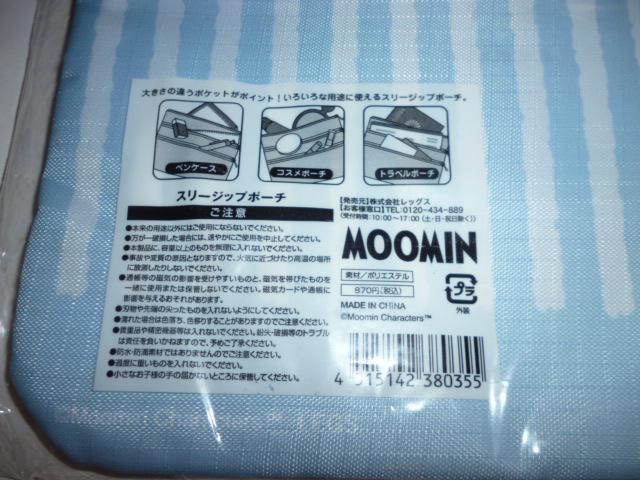 大きさの違うポケットがポイント！いろいろな用途に使えるスリージップポーチ。
ペンケース
コスメポーチ
トラベルポーチ
スリージップポーチ
ご注意
●本来の用途以外にはご使用にならないでください。
●万が一破損した場合には、速やかにご使用を中止してください。
●本製品に、容量以上のものを無理に入れないでください。
●事故や変質の原因となりますので、火気に近づけたり高温の場所
に放置したりしないでください。
●通帳等の磁気の影響を受けやすいものと、磁気を帯びたものを
一緒に使用または保管しないでください。磁気カードや通帳に
影響を与えるおそれがあります。
●刃物や先端の尖ったものを入れないようにしてください。
●濡れた場合は色落ち、色移りすることがありますのでご注意ください。
●貴重品や精密機器等は入れないでください。紛失・破損等のトラブル
は責任を負いかねますので、予めご了承ください。
●防水・防滴素材ではありませんのでご注意ください。
●過度に重いものを入れないでください。
●小さなお子様の手の届かないところに保管してください。
【発売元】株式会社レッグス
【お客様窓口】TEL:0120-434-889
(受付時間:10:00～17:00 (土・日・祝日除く))
MOOMIN
素材/ポリエステル
870円(税込)
MADE IN CHINA
©Moomin Characters™
プラ
外装
4 515142 380355
©Moomin Characters™